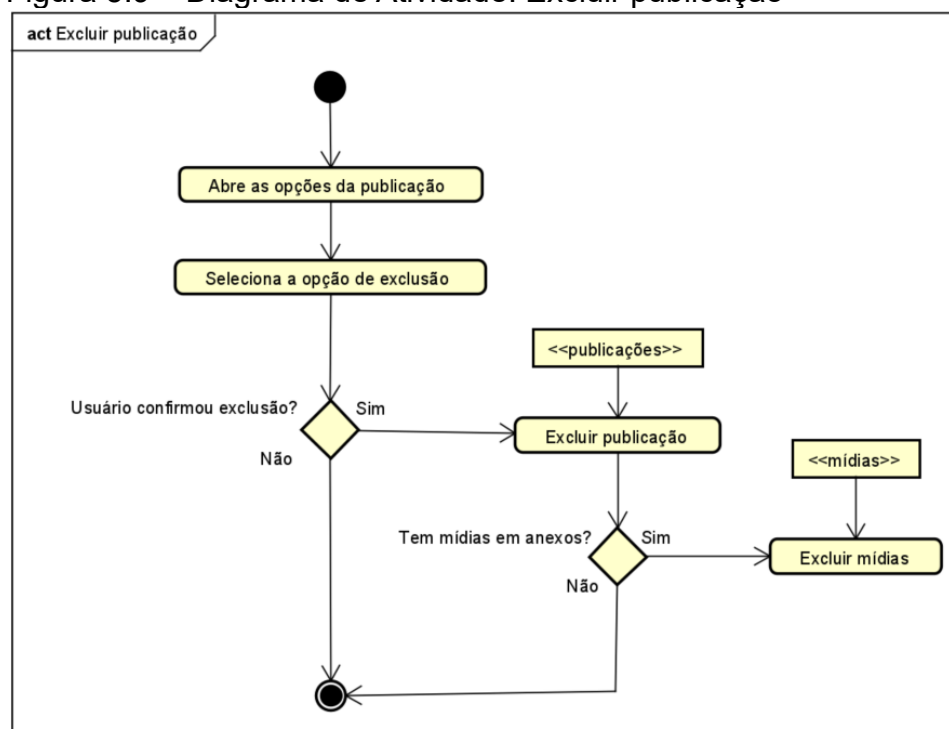 act Excluir publicação
Abre as opções da publicação
Seleciona a opção de exclusão
<<publicações>>
Usuário confirmou exclusão?
Sim
Não
Excluir publicação
<<mídias>>
Tem mídias em anexos?
Sim
Não
Excluir mídias